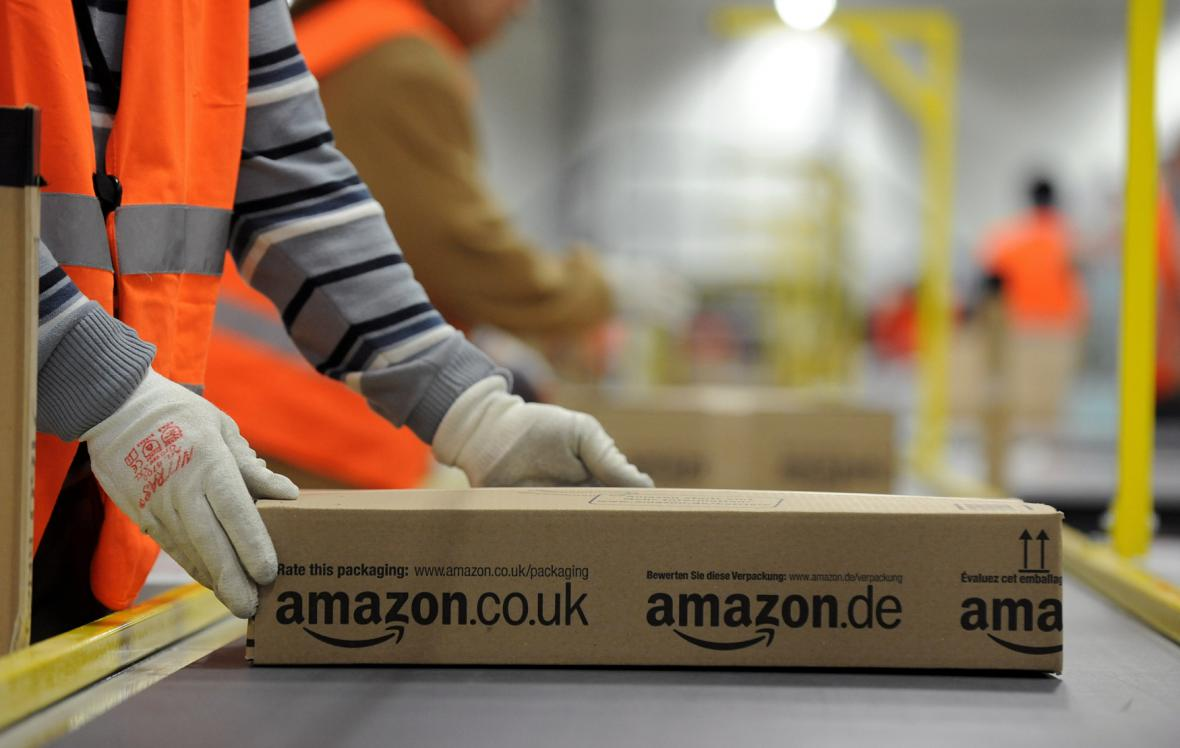 Rate this packaging: www.amazon.co.uk/packaging
amazon.co.uk
Bewerten Sie diese Verpackung: www.amazon.de/verpackung
amazon.de
Évaluez cet emballag
ama